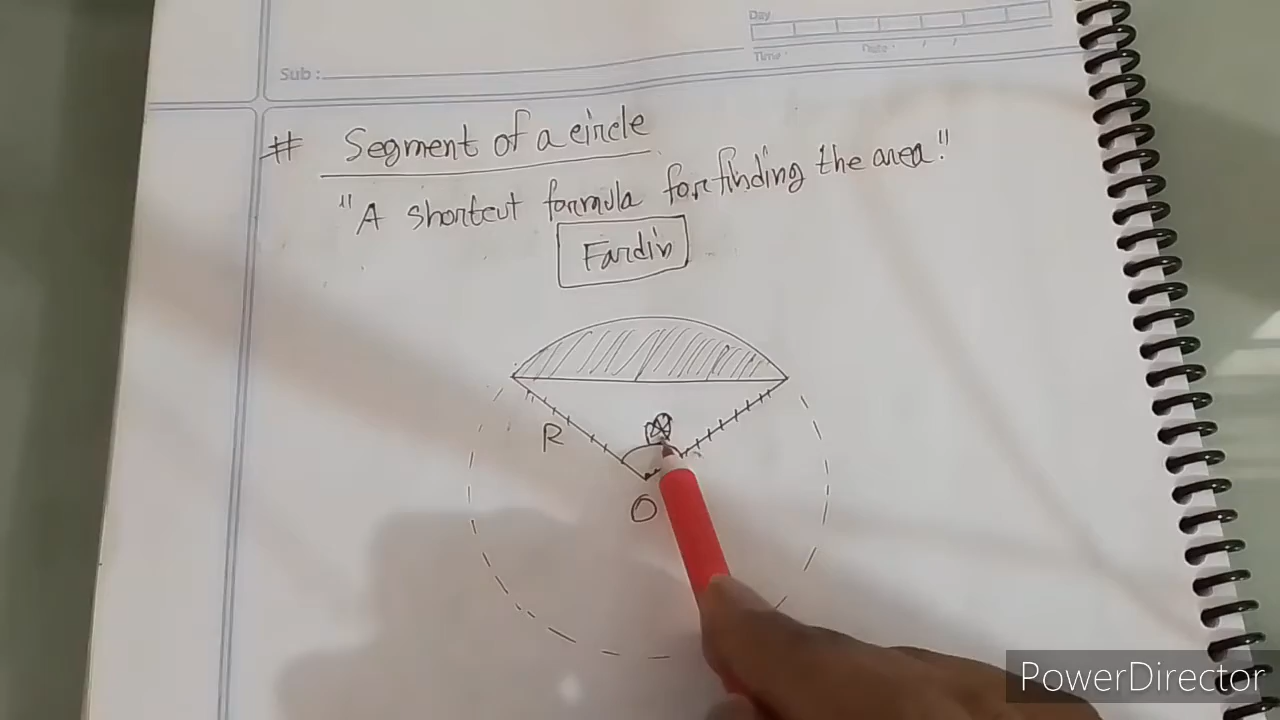 Day
Time :
Date : / /
Sub :
# Segment of a circle
"A shortcut formula for finding the area."
Fardin
R
O
PowerDirector